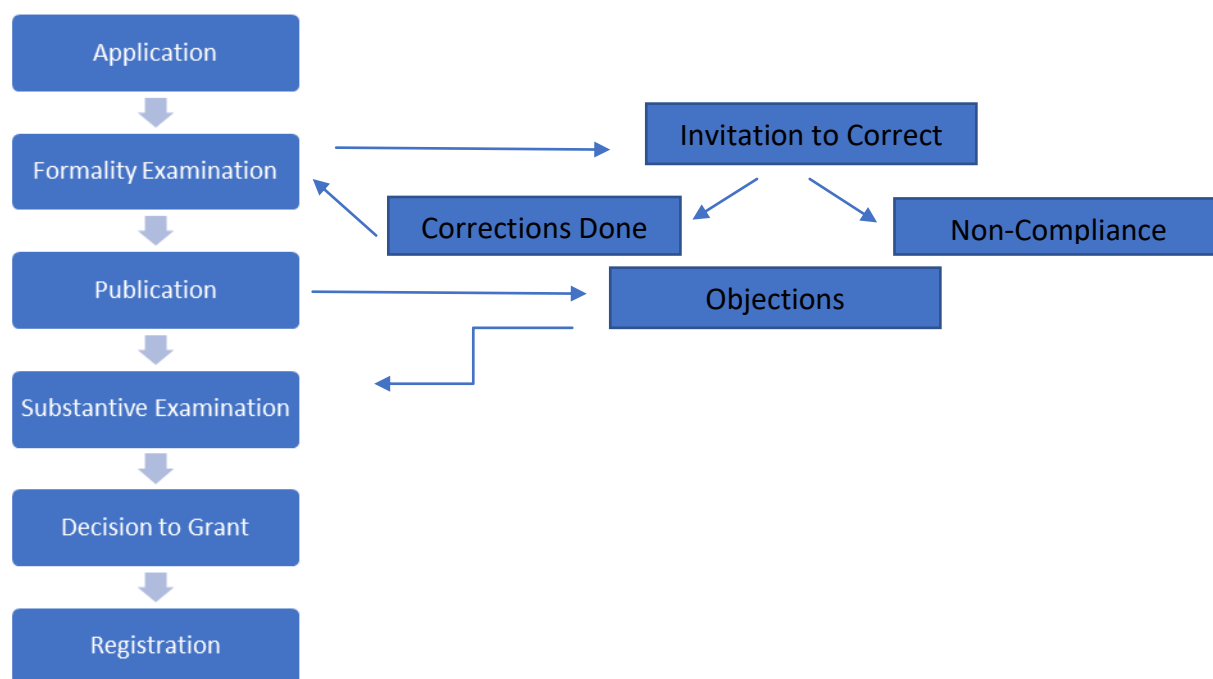 Application
Invitation to Correct
Formality Examination
Corrections Done
Non-Compliance
Publication
Objections
Substantive Examination
Decision to Grant
Registration